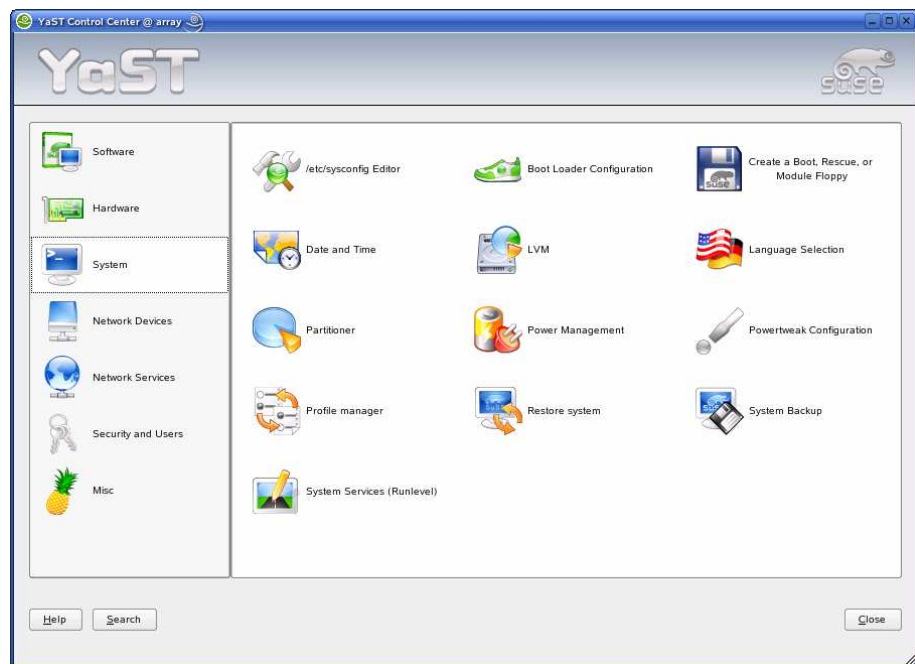 YaST Control Center @ array
YaST
suse
Software
Hardware
System
Network Devices
Network Services
Security and Users
Misc
/etc/sysconfig Editor
Boot Loader Configuration
Create a Boot, Rescue, or
Module Floppy
Date and Time
LVM
Language Selection
Partitioner
Power Management
Powertweak Configuration
Profile manager
Restore system
System Backup
System Services (Runlevel)
Help
Search
Close